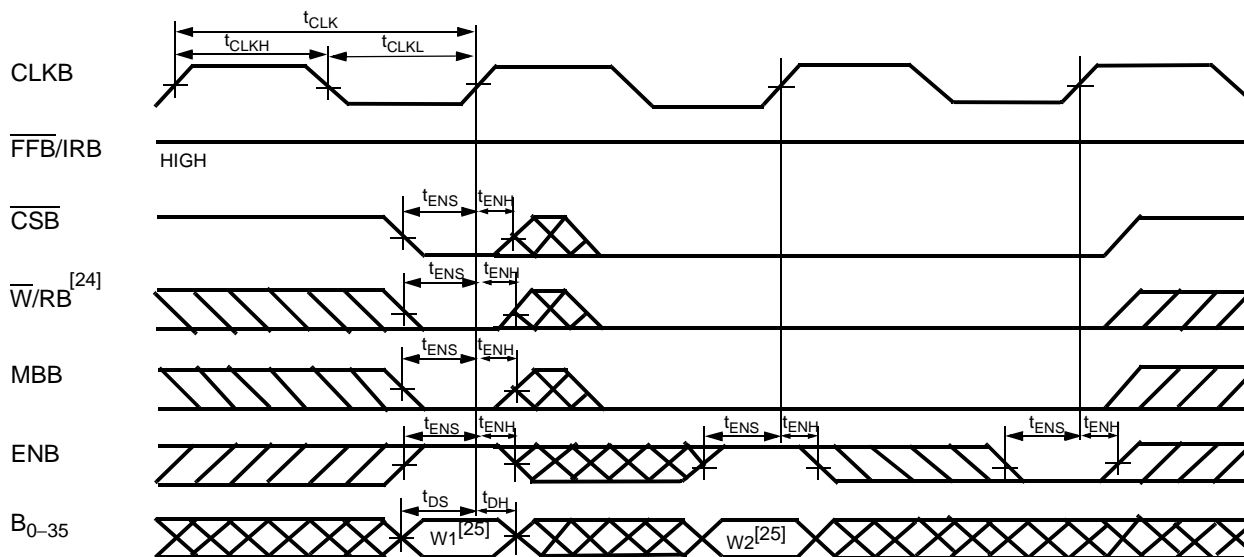 tCLK
tCLKH tCLKL
CLKB
FFB/IRB
HIGH
tENS tENH
CSB
tENS tENH
W/RB[24]
tENS tENH
MBB
tENS tENH tENS tENH tENS tENH
ENB
tDS tDH
B0–35 W1[25] W2[25]